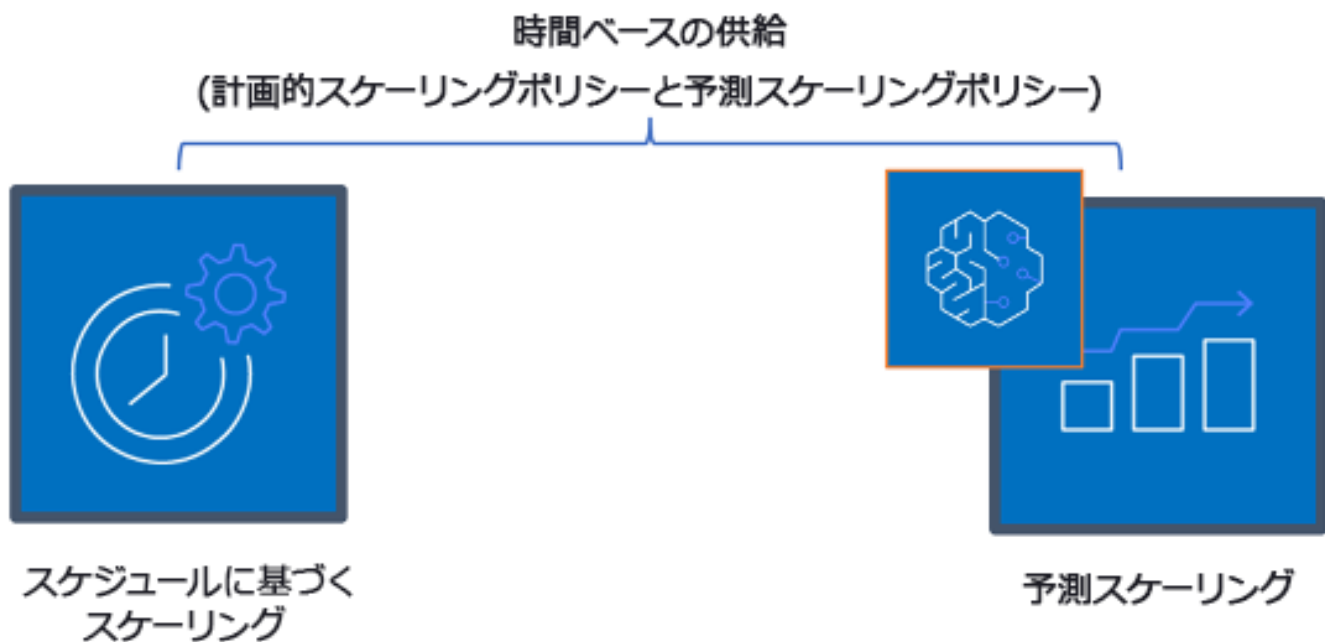 時間ベースの供給
(計画的スケーリングポリシーと予測スケーリングポリシー)
スケジュールに基づく
スケーリング
予測スケーリング